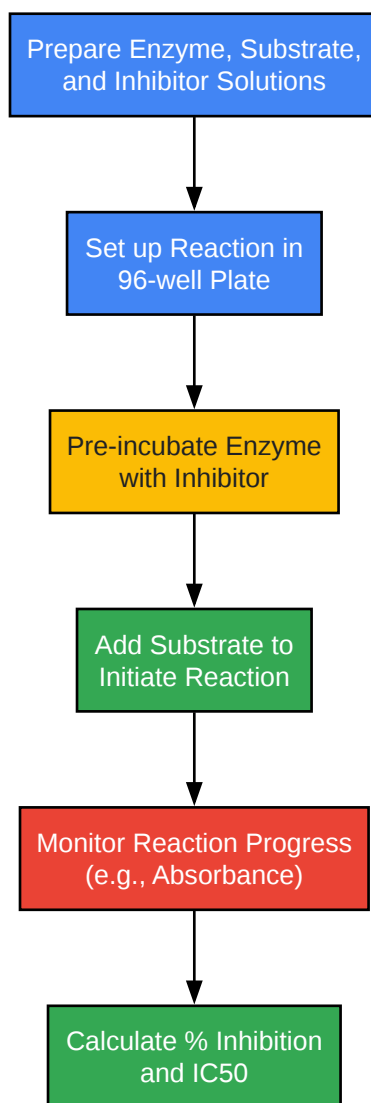 Prepare Enzyme, Substrate,
and Inhibitor Solutions
Set up Reaction in
96-well Plate
Pre-incubate Enzyme
with Inhibitor
Add Substrate to
Initiate Reaction
Monitor Reaction Progress
(e.g., Absorbance)
Calculate % Inhibition
and IC50